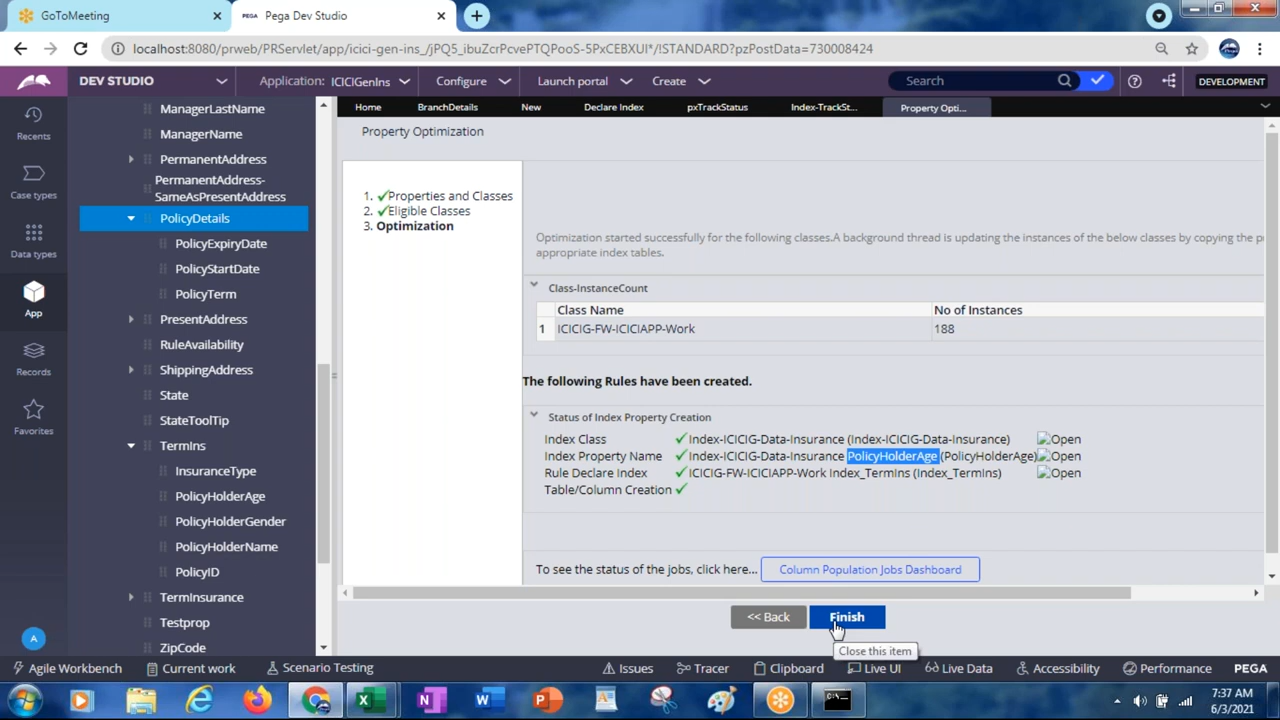 GoToMeeting
PEGA Pega Dev Studio
localhost:8080/prweb/PRServlet/app/icici-gen-ins_/jPQ5_ibuZcrPcvePTQPooS-5PxCEBXUI*/!STANDARD?pzPostData=730008424
DEV STUDIO
Application: ICICIGenIns
Configure
Launch portal
Create
Search
DEVELOPMENT
Recents
Case types
Data types
App
Records
Favorites
A
ManagerLastName
ManagerName
PermanentAddress
PermanentAddress-
SameAsPresentAddress
PolicyDetails
PolicyExpiryDate
PolicyStartDate
PolicyTerm
PresentAddress
RuleAvailability
ShippingAddress
State
StateToolTip
TermIns
InsuranceType
PolicyHolderAge
PolicyHolderGender
PolicyHolderName
PolicyID
TermInsurance
Testprop
ZipCode
Home
BranchDetails
New
Declare Index
pxTrackStatus
Index-TrackSt...
Property Opti...
Property Optimization
1. Properties and Classes
2. Eligible Classes
3. Optimization
Optimization started successfully for the following classes.A background thread is updating the instances of the below classes by copying the p
appropriate index tables.
Class-InstanceCount
Class Name No of Instances
1 ICICIG-FW-ICICIAPP-Work 188
The following Rules have been created.
Status of Index Property Creation
Index Class Index-ICICIG-Data-Insurance (Index-ICICIG-Data-Insurance) Open
Index Property Name Index-ICICIG-Data-Insurance PolicyHolderAge (PolicyHolderAge) Open
Rule Declare Index ICICIG-FW-ICICIAPP-Work Index_TermIns (Index_TermIns) Open
Table/Column Creation
To see the status of the jobs, click here... Column Population Jobs Dashboard
<< Back
Finish
Close this item
Agile Workbench
Current work
Scenario Testing
Issues
Tracer
Clipboard
Live UI
Live Data
Accessibility
Performance
PEGA
7:37 AM
6/3/2021